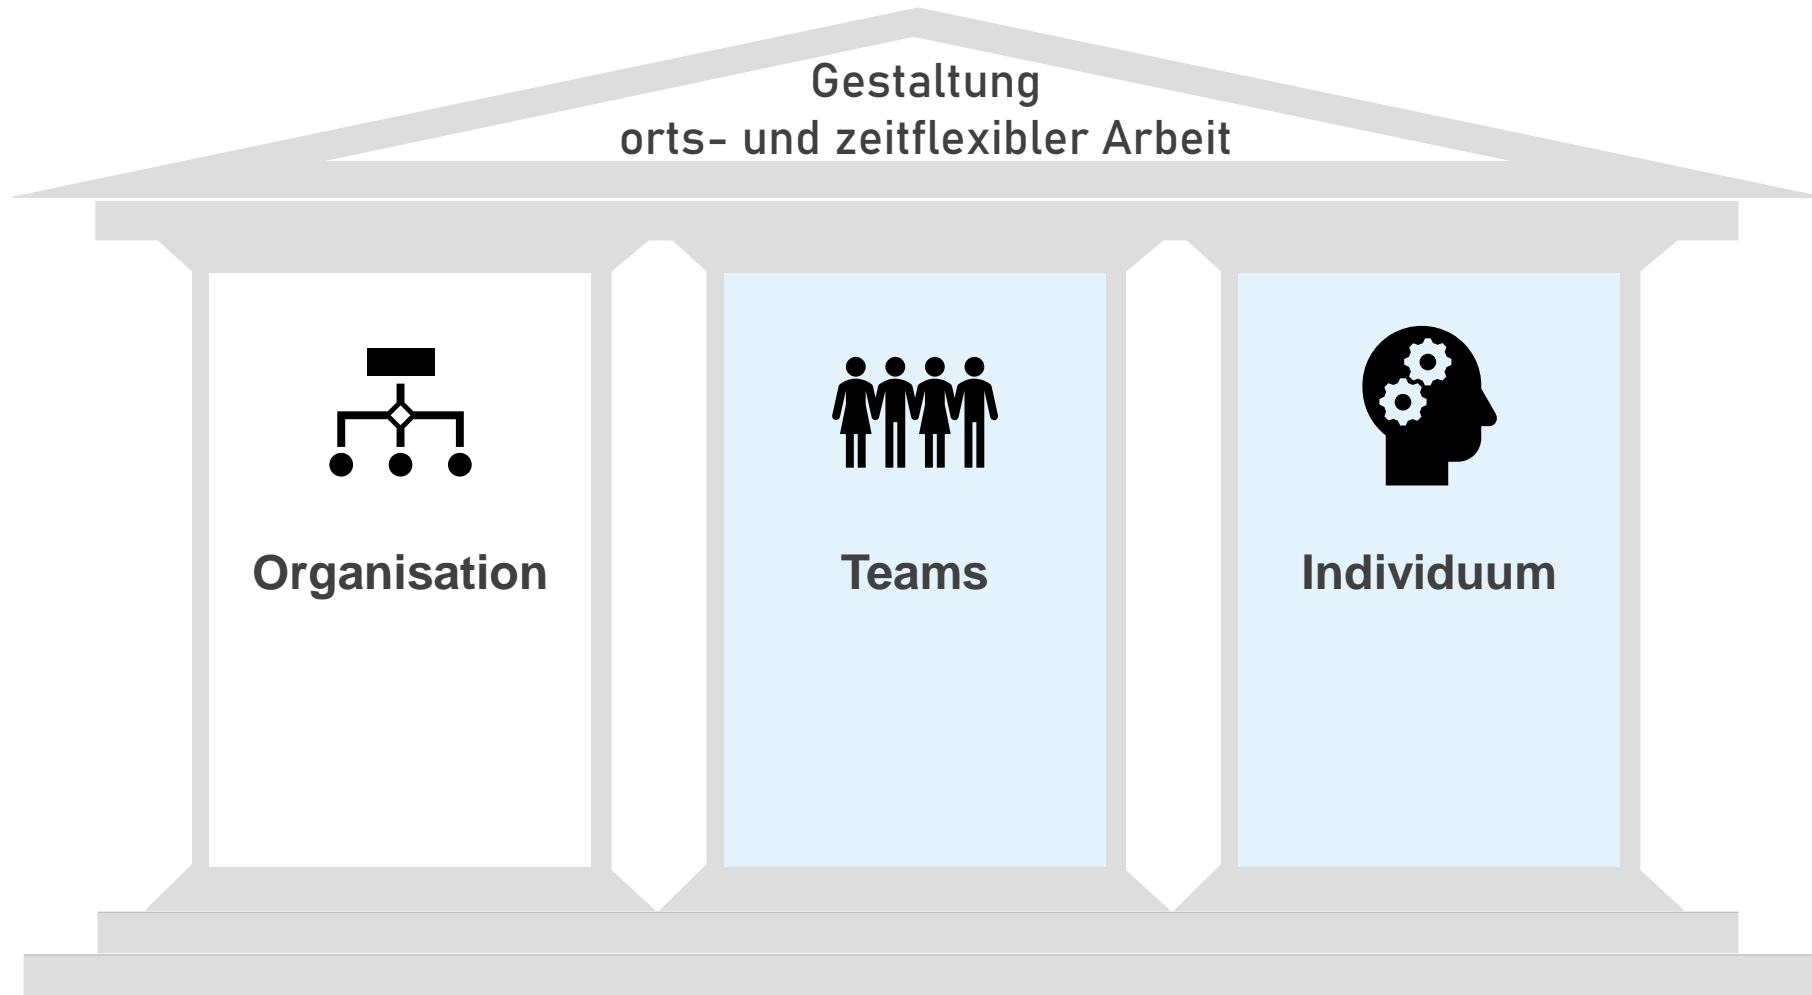 Gestaltung
orts- und zeitflexibler Arbeit
Organisation
Teams
Individuum